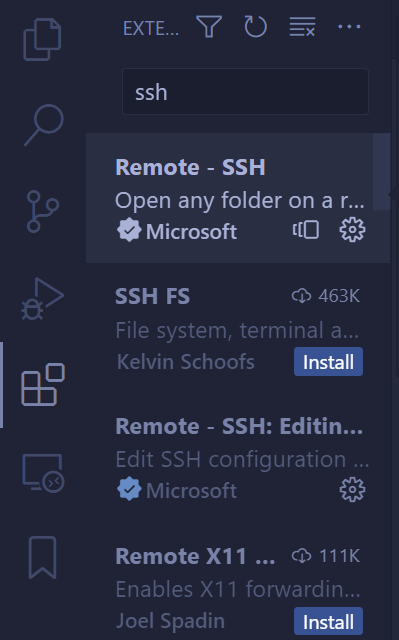 EXTE...
ssh
Remote - SSH
Open any folder on a r...
Microsoft
SSH FS 463K
File system, terminal a...
Kelvin Schoofs Install
Remote - SSH: Editin...
Edit SSH configuration ...
Microsoft
Remote X11 ... 111K
Enables X11 forwardin...
Joel Spadin Install